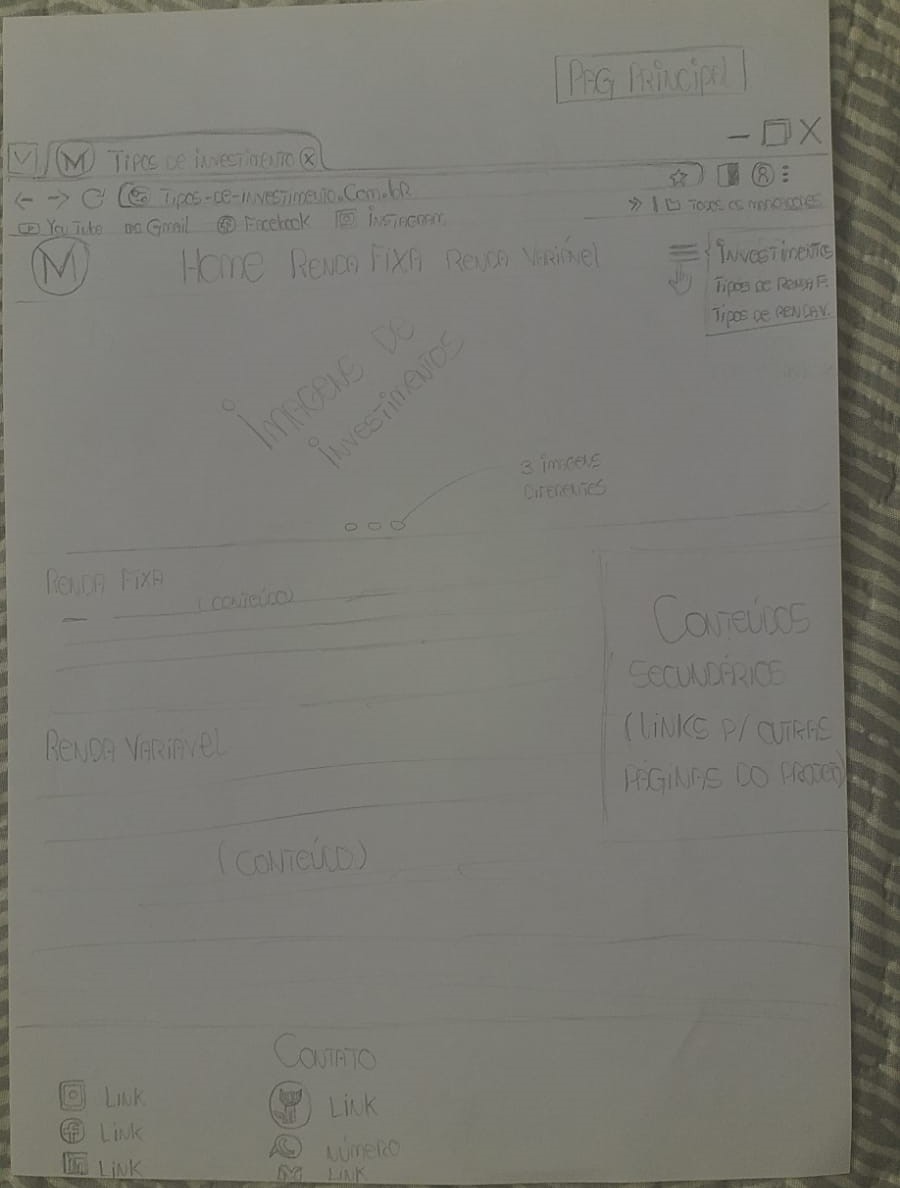 PAG PRINCIPAL
M TIPOS DE INVESTIMENTO X
TIPOS-DE-INVESTIMENTO.COM.bR
YouTube Gmail Facebook INSTAGRAM
» TODOS OS MARCADORES
M Home RENDA FIXA RENDA VARIÁVEL
INVESTIMENTOS
TIPOS DE RENDA F.
TIPOS DE RENDA V.
IMAGENS DE
INVESTIMENTOS
3 IMAGENS
DIFERENTES
RENDA FIXA
(CONTEÚDO)
RENDA VARIÁVEL
(CONTEÚDO)
CONTEÚDOS
SECUNDÁRIOS
(LINKS P/ OUTRAS
PÁGINAS DO PROJETO)
CONTATO
LINK
LINK
LINK
LINK
NÚMERO
LINK